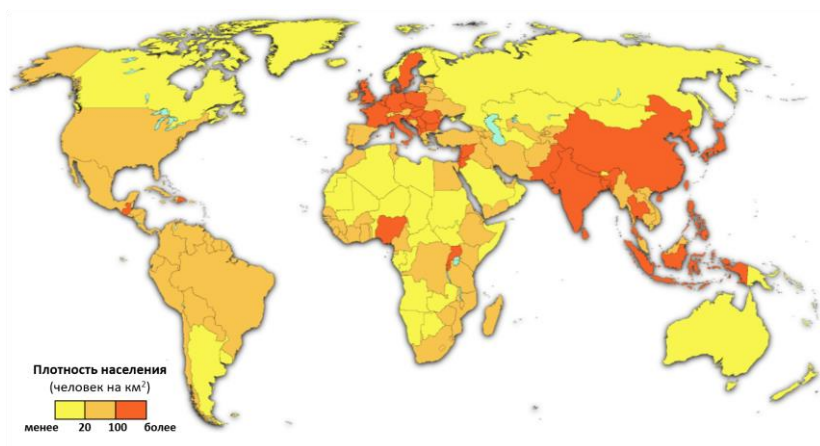 Плотность населения
(человек на км²)
менее 20 100 более